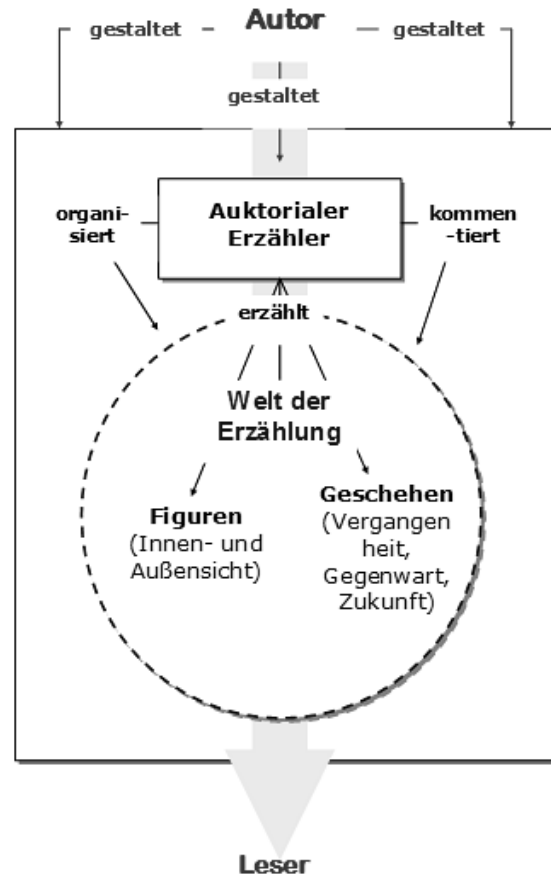 Autor
gestaltet
gestaltet
gestaltet
organi-
siert
Auktorialer
Erzähler
kommen
-tiert
erzählt
Welt der
Erzählung
Figuren
(Innen- und
Außensicht)
Geschehen
(Vergangen
heit,
Gegenwart,
Zukunft)
Leser